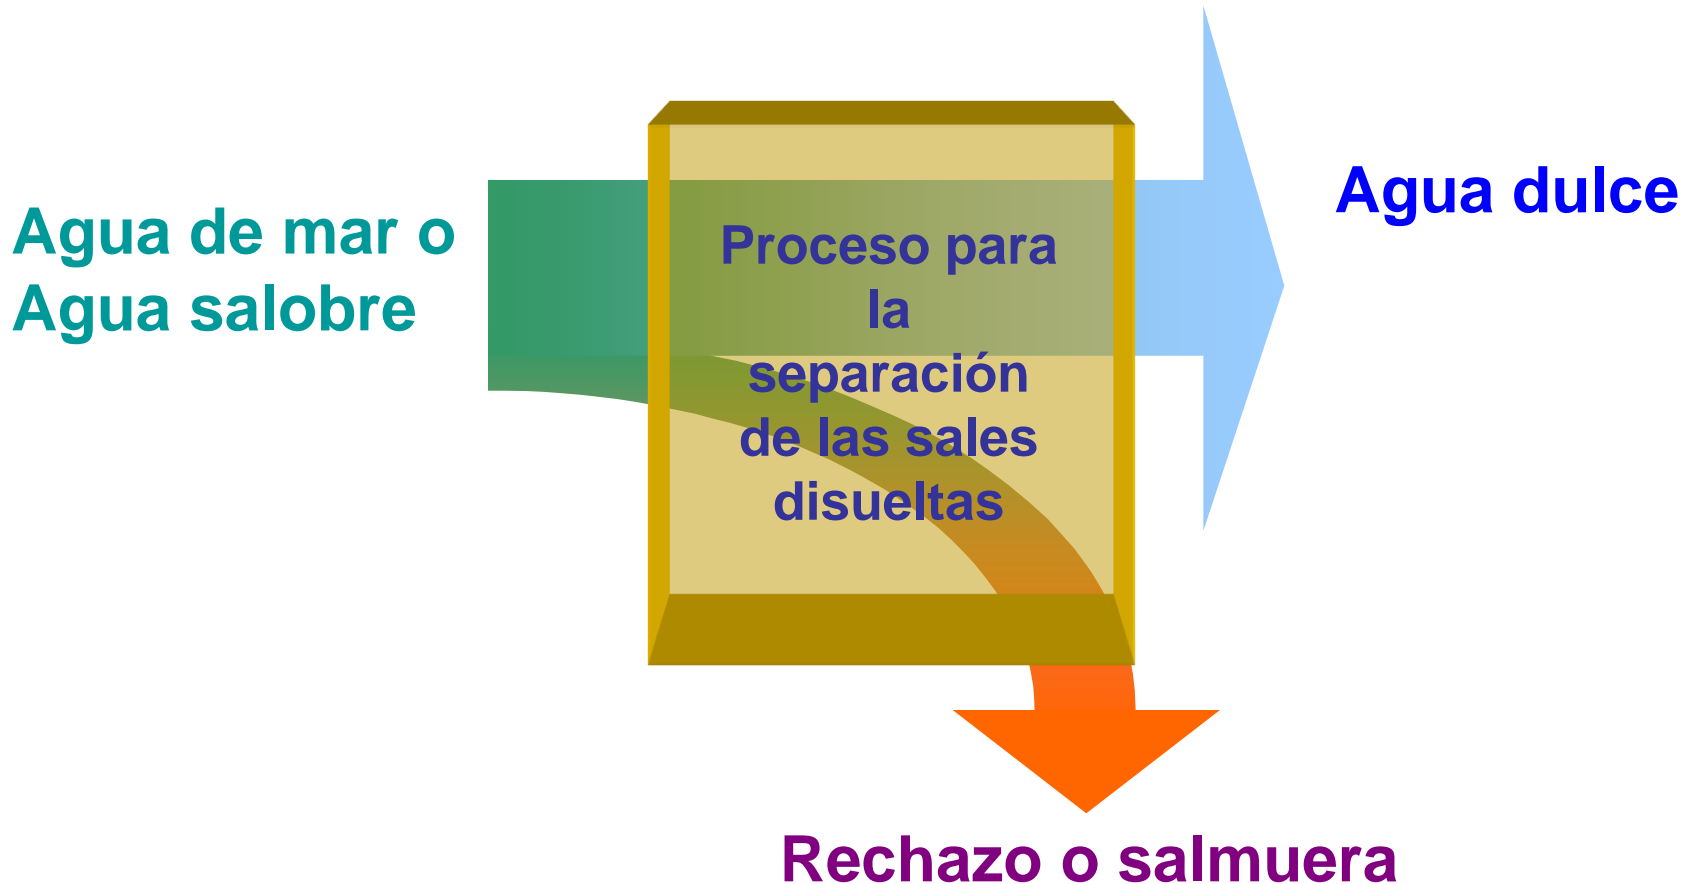 Agua de mar o
Agua salobre
Proceso para
la
separación
de las sales
disueltas
Agua dulce
Rechazo o salmuera